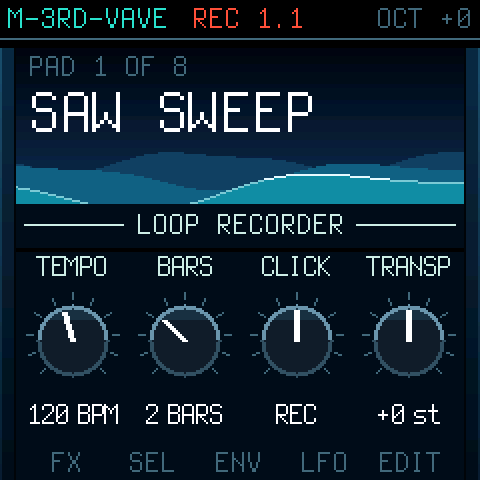 M-3RD-VAVE REC 1.1 OCT +0
PAD 1 OF 8
SAW SWEEP
LOOP RECORDER
TEMPO BARS CLICK TRANSP
120 BPM 2 BARS REC +0 st
FX SEL ENV LFO EDIT